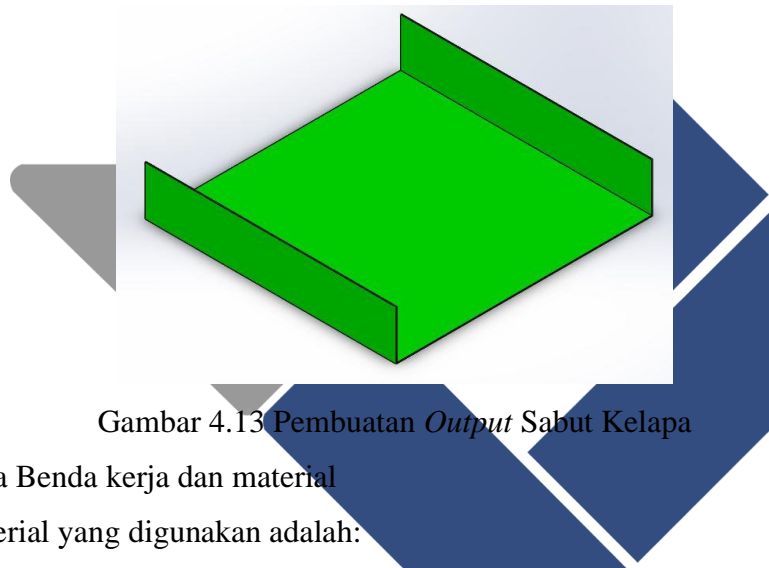 Gambar 4.13 Pembuatan Output Sabut Kelapa
a Benda kerja dan material
erial yang digunakan adalah: